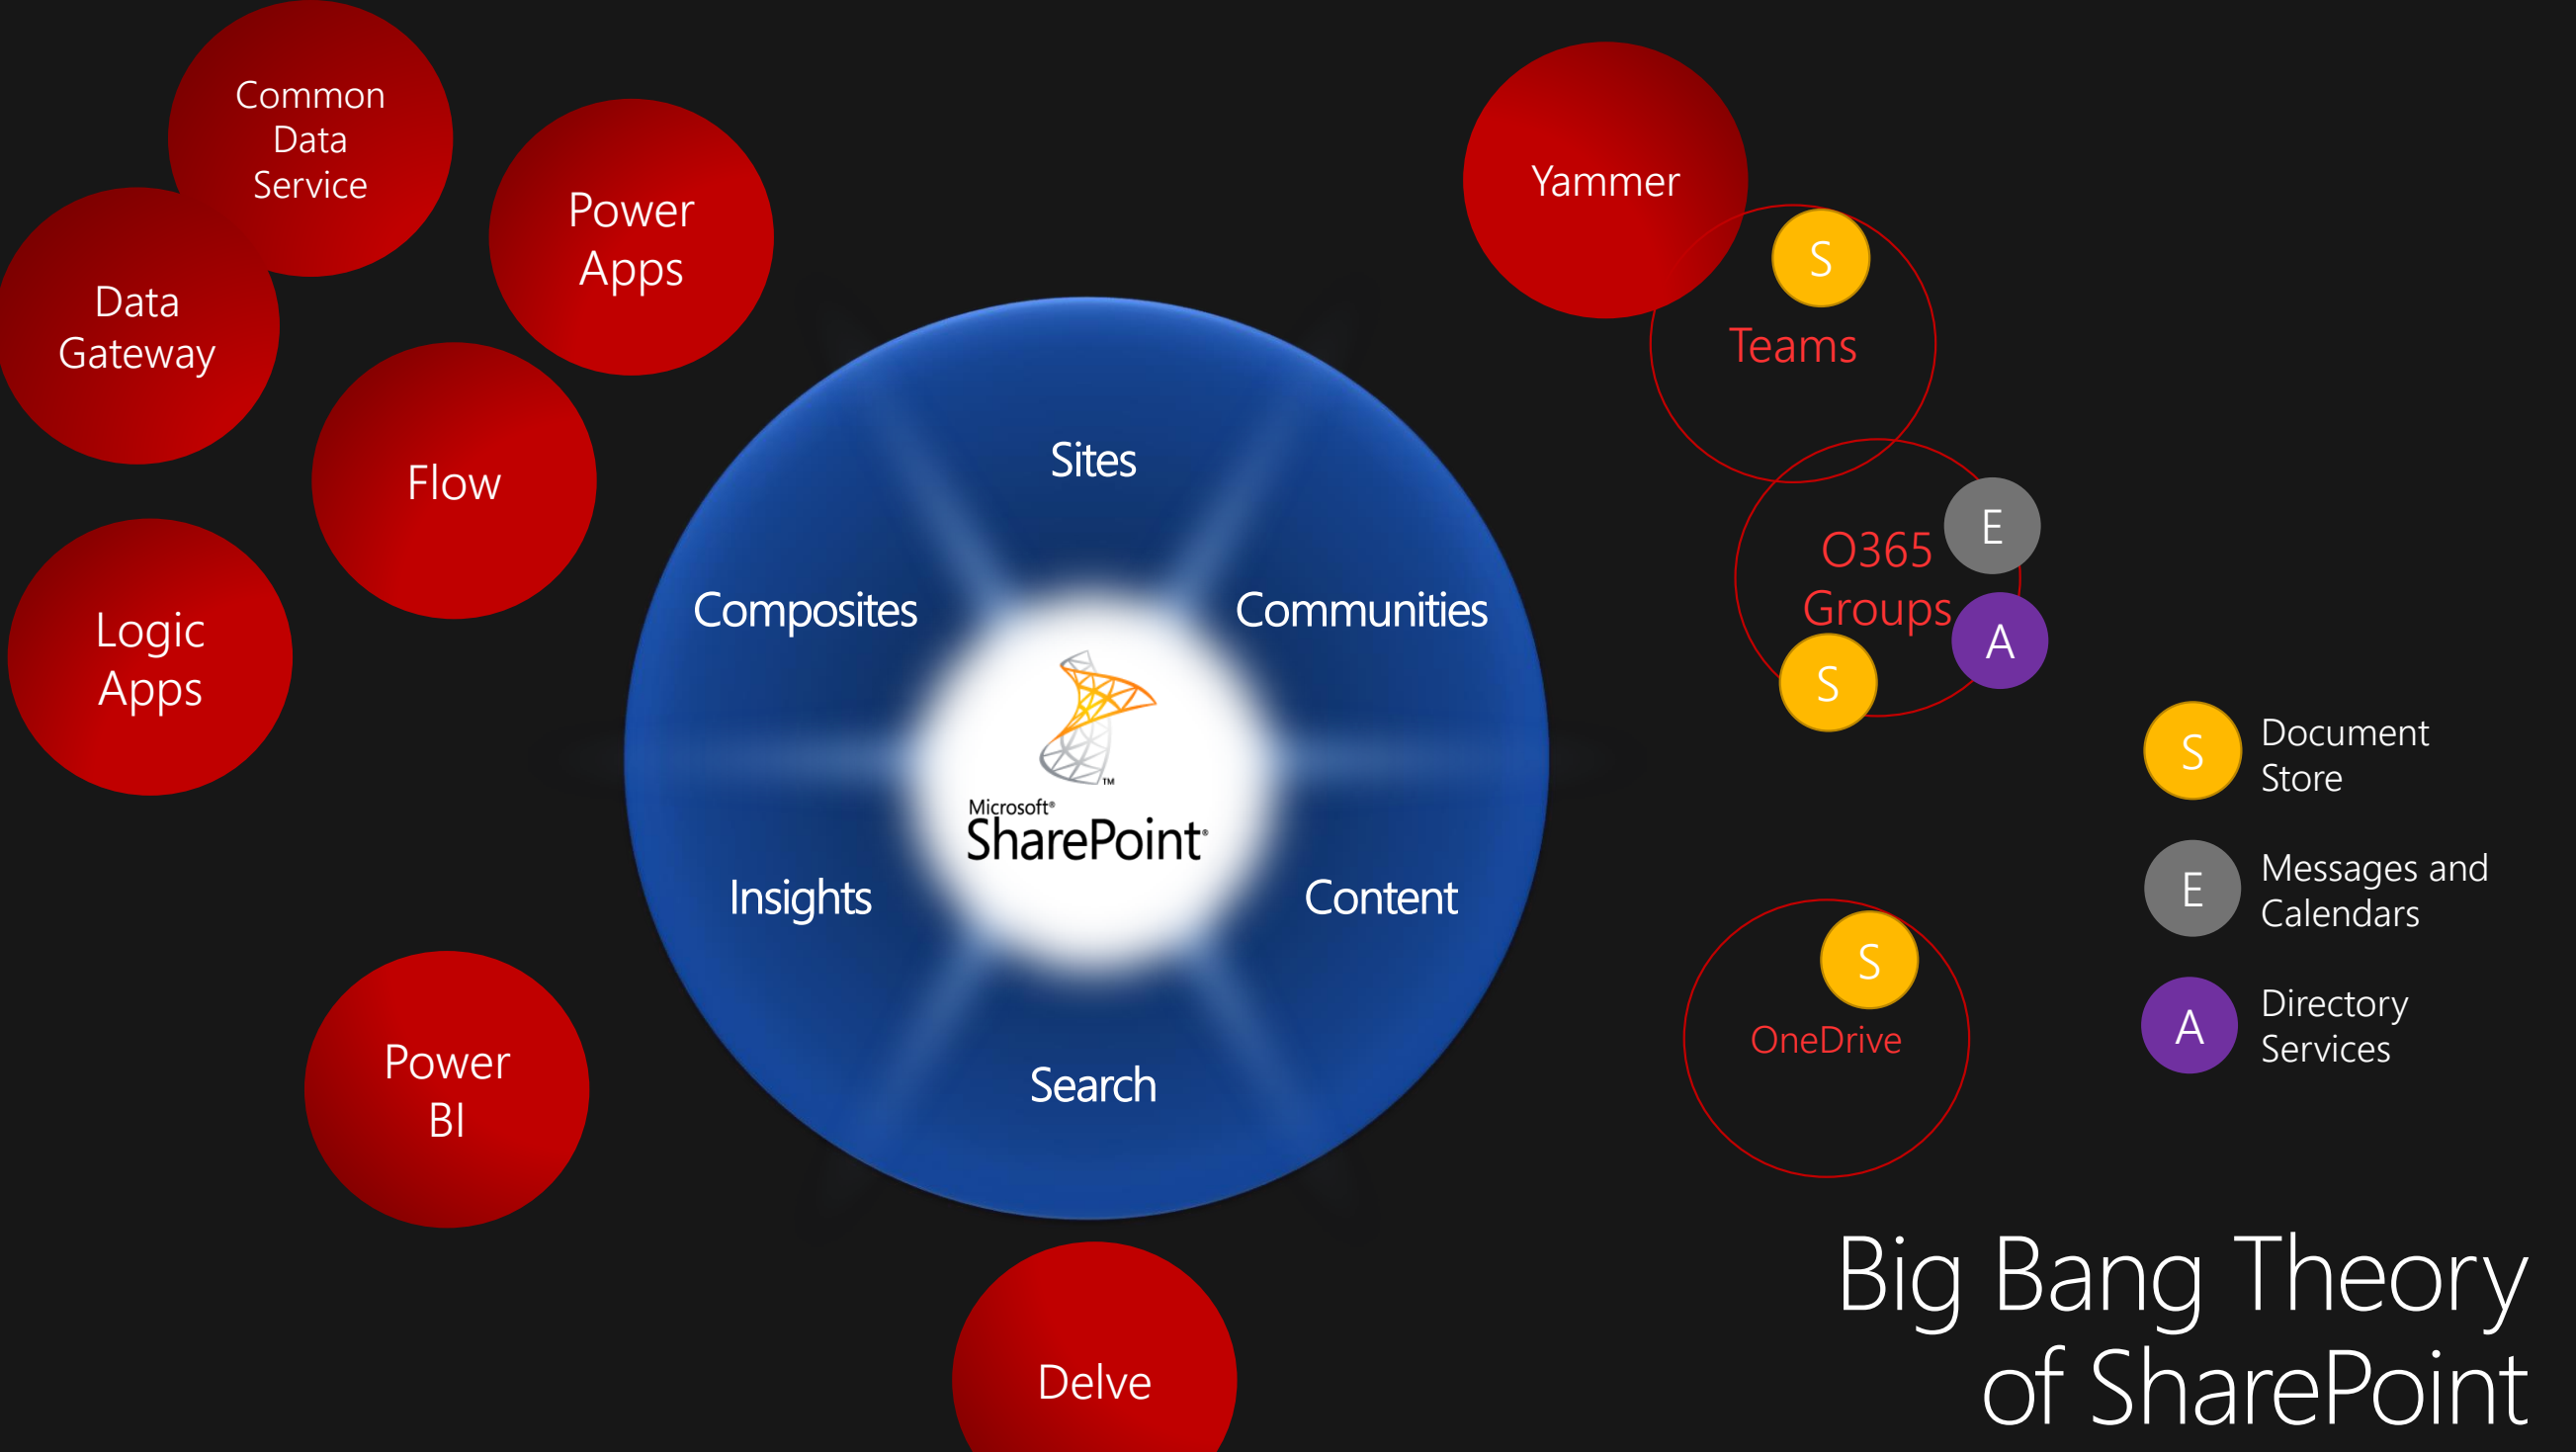 Common
Data
Service
Data
Gateway
Power
Apps
Flow
Logic
Apps
Power
BI
Sites
Composites
Communities
TM
Microsoft®
SharePoint®
Insights
Content
Search
Delve
Yammer
S
Teams
E
O365
Groups
A
S
S
OneDrive
S
Document
Store
E
Messages and
Calendars
A
Directory
Services
Big Bang Theory
of SharePoint